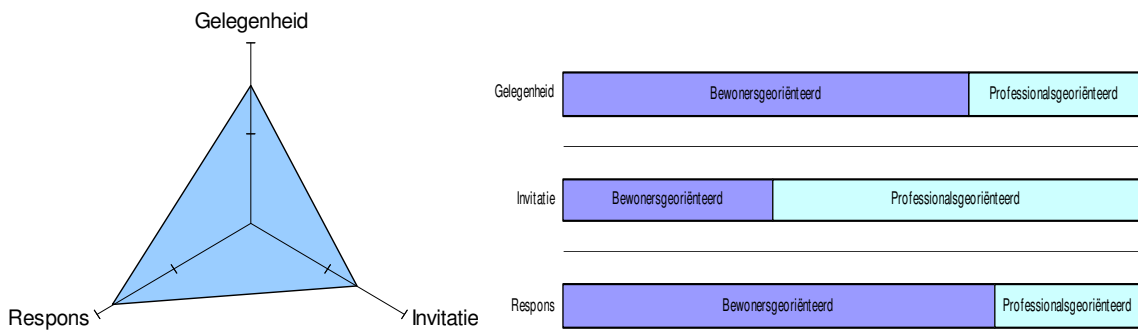 Gelegenheid
Respons
Invitatie
Gelegenheid
Bewonersgeoriënteerd
Professionalsgeoriënteerd
Invitatie
Bewonersgeoriënteerd
Professionalsgeoriënteerd
Respons
Bewonersgeoriënteerd
Professionalsgeoriënteerd